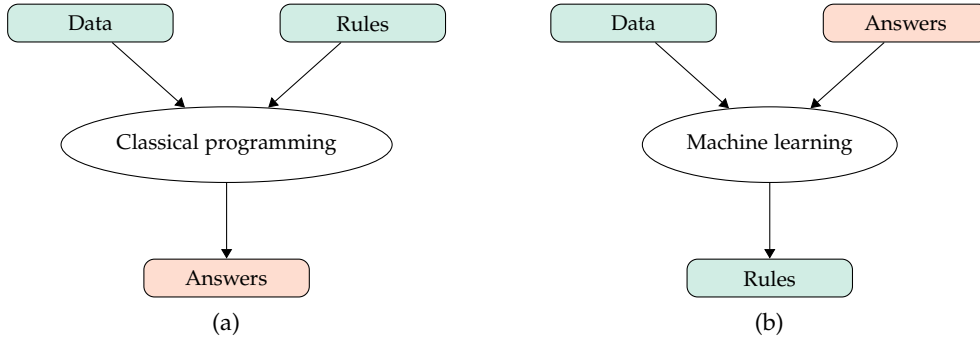 Data
Rules
Classical programming
Answers
(a)
Data
Answers
Machine learning
Rules
(b)